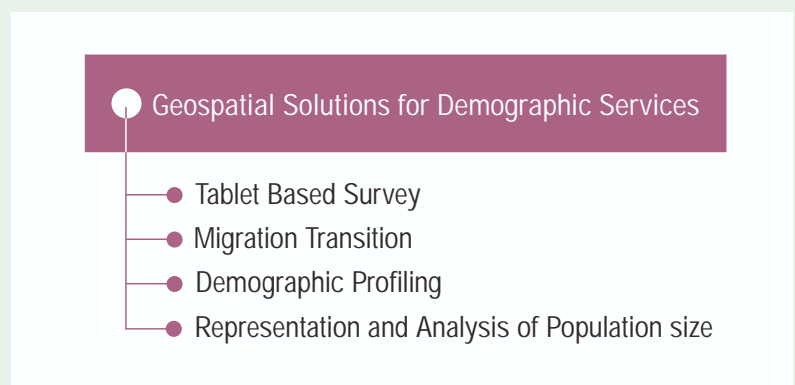 Geospatial Solutions for Demographic Services
Tablet Based Survey
Migration Transition
Demographic Profiling
Representation and Analysis of Population size